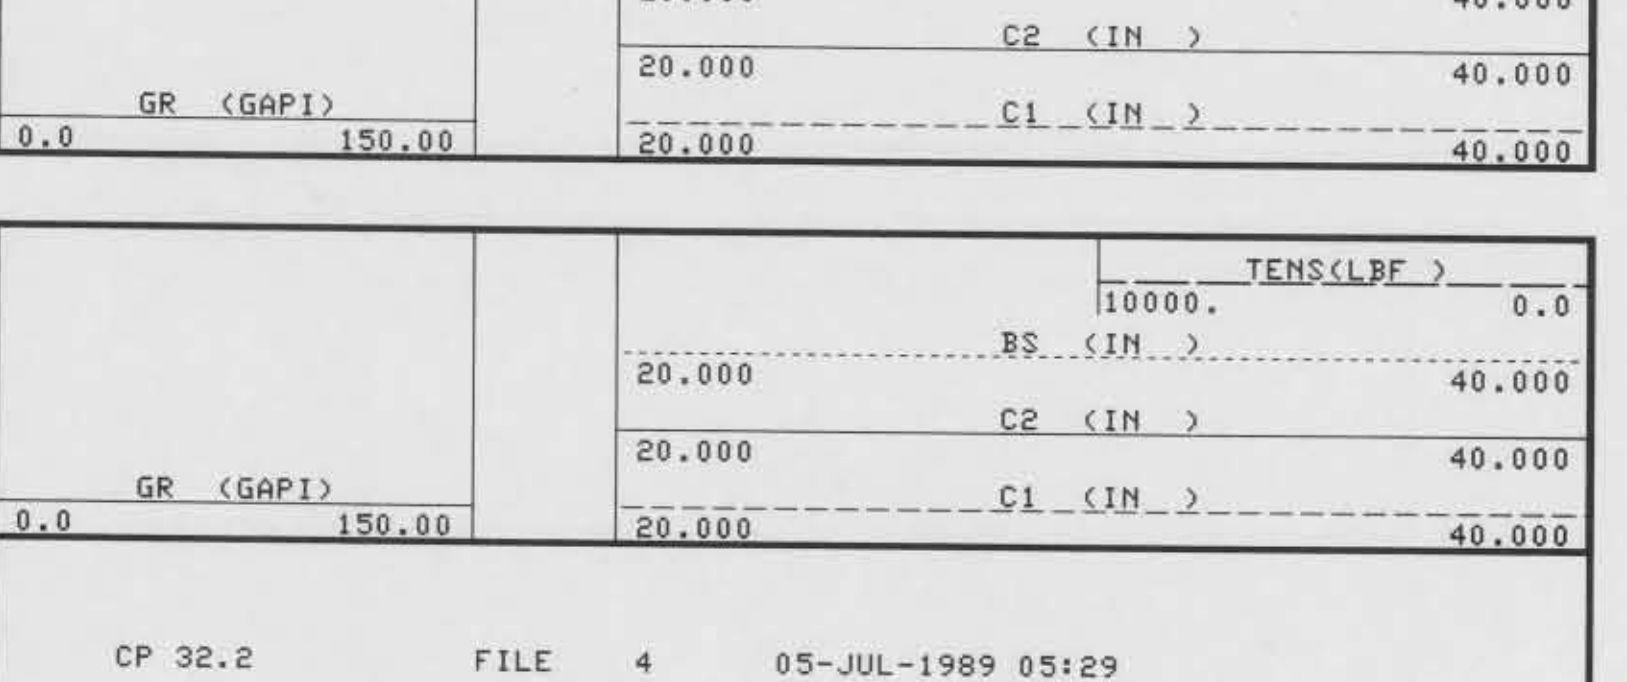 40.000
C2 (IN )
20.000 40.000
GR (GAPI) C1 (IN )
0.0 150.00 20.000 40.000
TENS(LBF )
10000. 0.0
BS (IN )
20.000 40.000
C2 (IN )
20.000 40.000
GR (GAPI) C1 (IN )
0.0 150.00 20.000 40.000
CP 32.2 FILE 4 05-JUL-1989 05:29